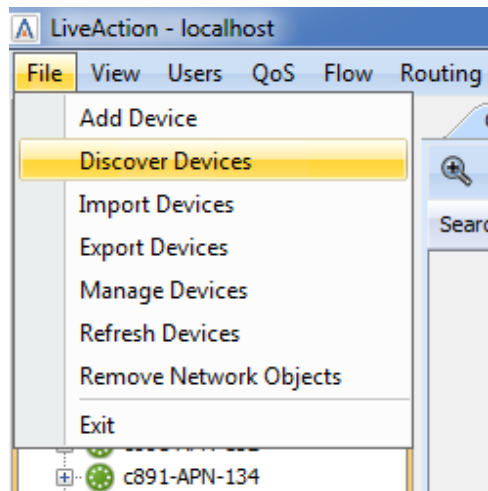 LiveAction - localhost
File View Users QoS Flow Routing
Add Device
Discover Devices
Import Devices
Sear
Export Devices
Manage Devices
Refresh Devices
Remove Network Objects
Exit
c891-APN-134